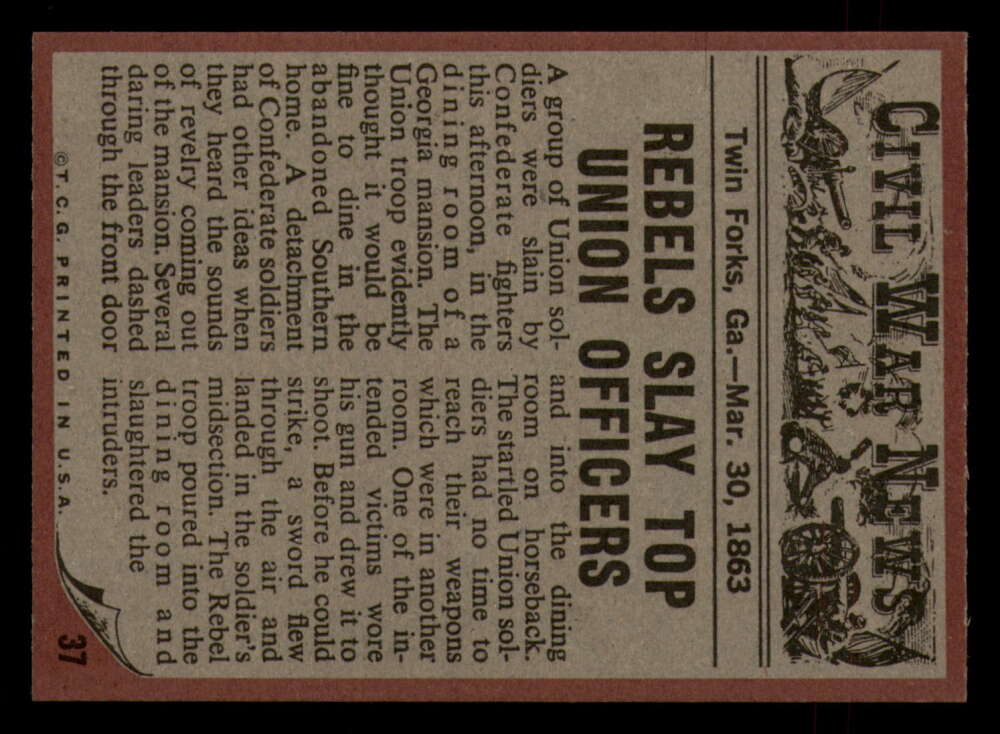 CIVIL WAR NEWS
Twin Forks, Ga.—Mar. 30, 1863
REBELS SLAY TOP
UNION OFFICERS
A group of Union sol-
diers were slain by
Confederate fighters
this afternoon, in the
dining room of a
Georgia mansion. The
Union troop evidently
thought it would be
fine to dine in the
abandoned Southern
home. A detachment
of Confederate soldiers
had other ideas when
they heard the sounds
of revelry coming out
of the mansion. Several
daring leaders dashed
through the front door
and into the dining
room on horseback.
The startled Union sol-
diers had no time to
reach their weapons
which were in another
room. One of the in-
tended victims wore
his gun and drew it to
shoot. Before he could
strike, a sword flew
through the air and
landed in the soldier's
midsection. The Rebel
troop poured into the
dining room and
slaughtered the
intruders.
©T.C.G. PRINTED IN U.S.A.
37